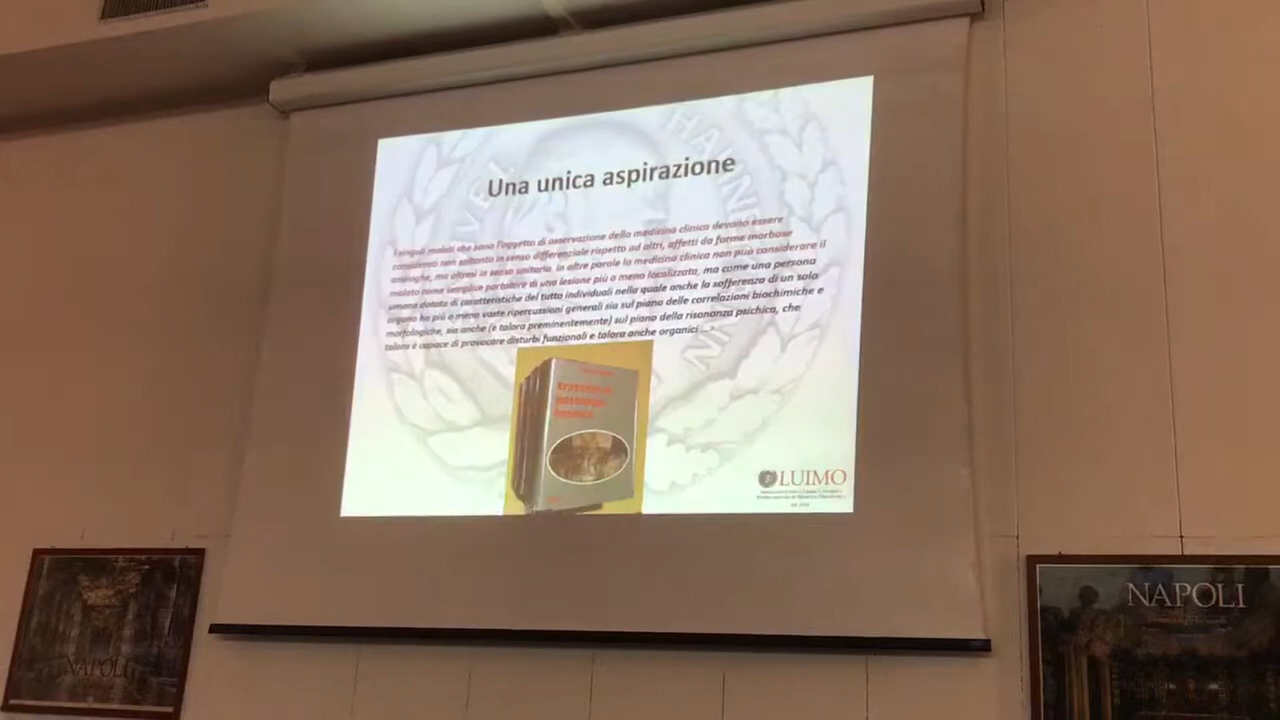 Una unica aspirazione
I singoli malati che sono l'oggetto di osservazione della medicina clinica devono essere
considerati non soltanto in senso differenziale rispetto ad altri, affetti da forme morbose
analoghe, ma altresì in senso unitario. in altre parole la medicina clinica non può considerare il
malato come semplice portatore di una lesione più o meno localizzata, ma come una persona
umana dotata di caratteristiche del tutto individuali nella quale anche la sofferenza di un solo
organo ha più o meno vaste ripercussioni generali sia sul piano delle correlazioni biochimiche e
morfologiche, sia anche (e talora preminentemente) sul piano della risonanza psichica, che
talora è capace di provocare disturbi funzionali e talora anche organici
LUIMO
NAPOLI
NAPOLI